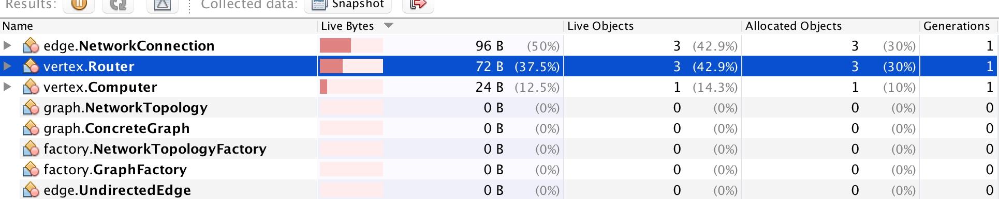 Results: Collected data: Snapshot
Name Live Bytes Live Objects Allocated Objects Generations
edge.NetworkConnection 96 B (50%) 3 (42.9%) 3 (30%) 1
vertex.Router 72 B (37.5%) 3 (42.9%) 3 (30%) 1
vertex.Computer 24 B (12.5%) 1 (14.3%) 1 (10%) 1
graph.NetworkTopology 0 B (0%) 0 (0%) 0 (0%) 0
graph.ConcreteGraph 0 B (0%) 0 (0%) 0 (0%) 0
factory.NetworkTopologyFactory 0 B (0%) 0 (0%) 0 (0%) 0
factory.GraphFactory 0 B (0%) 0 (0%) 0 (0%) 0
edge.UndirectedEdge 0 B (0%) 0 (0%) 0 (0%) 0